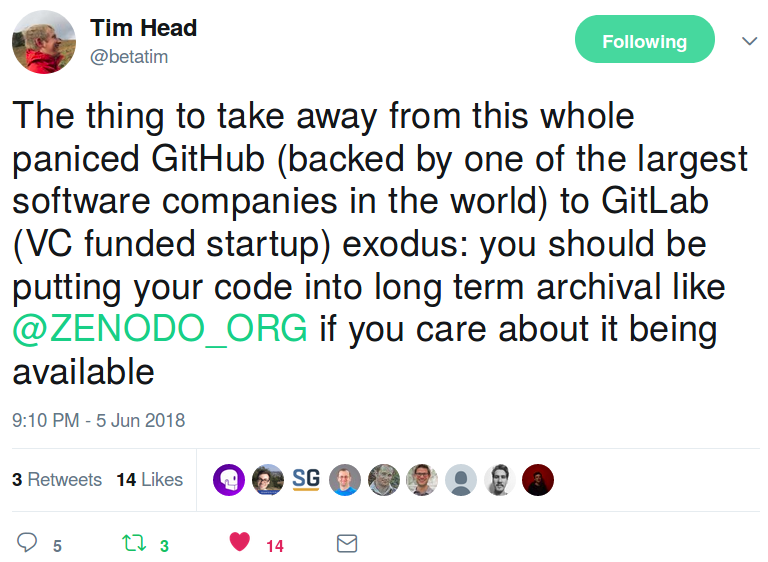 Tim Head
@betatim
Following
The thing to take away from this whole
paniced GitHub (backed by one of the largest
software companies in the world) to GitLab
(VC funded startup) exodus: you should be
putting your code into long term archival like
@ZENODO_ORG if you care about it being
available
9:10 PM - 5 Jun 2018
3 Retweets 14 Likes
SG
5 3 14